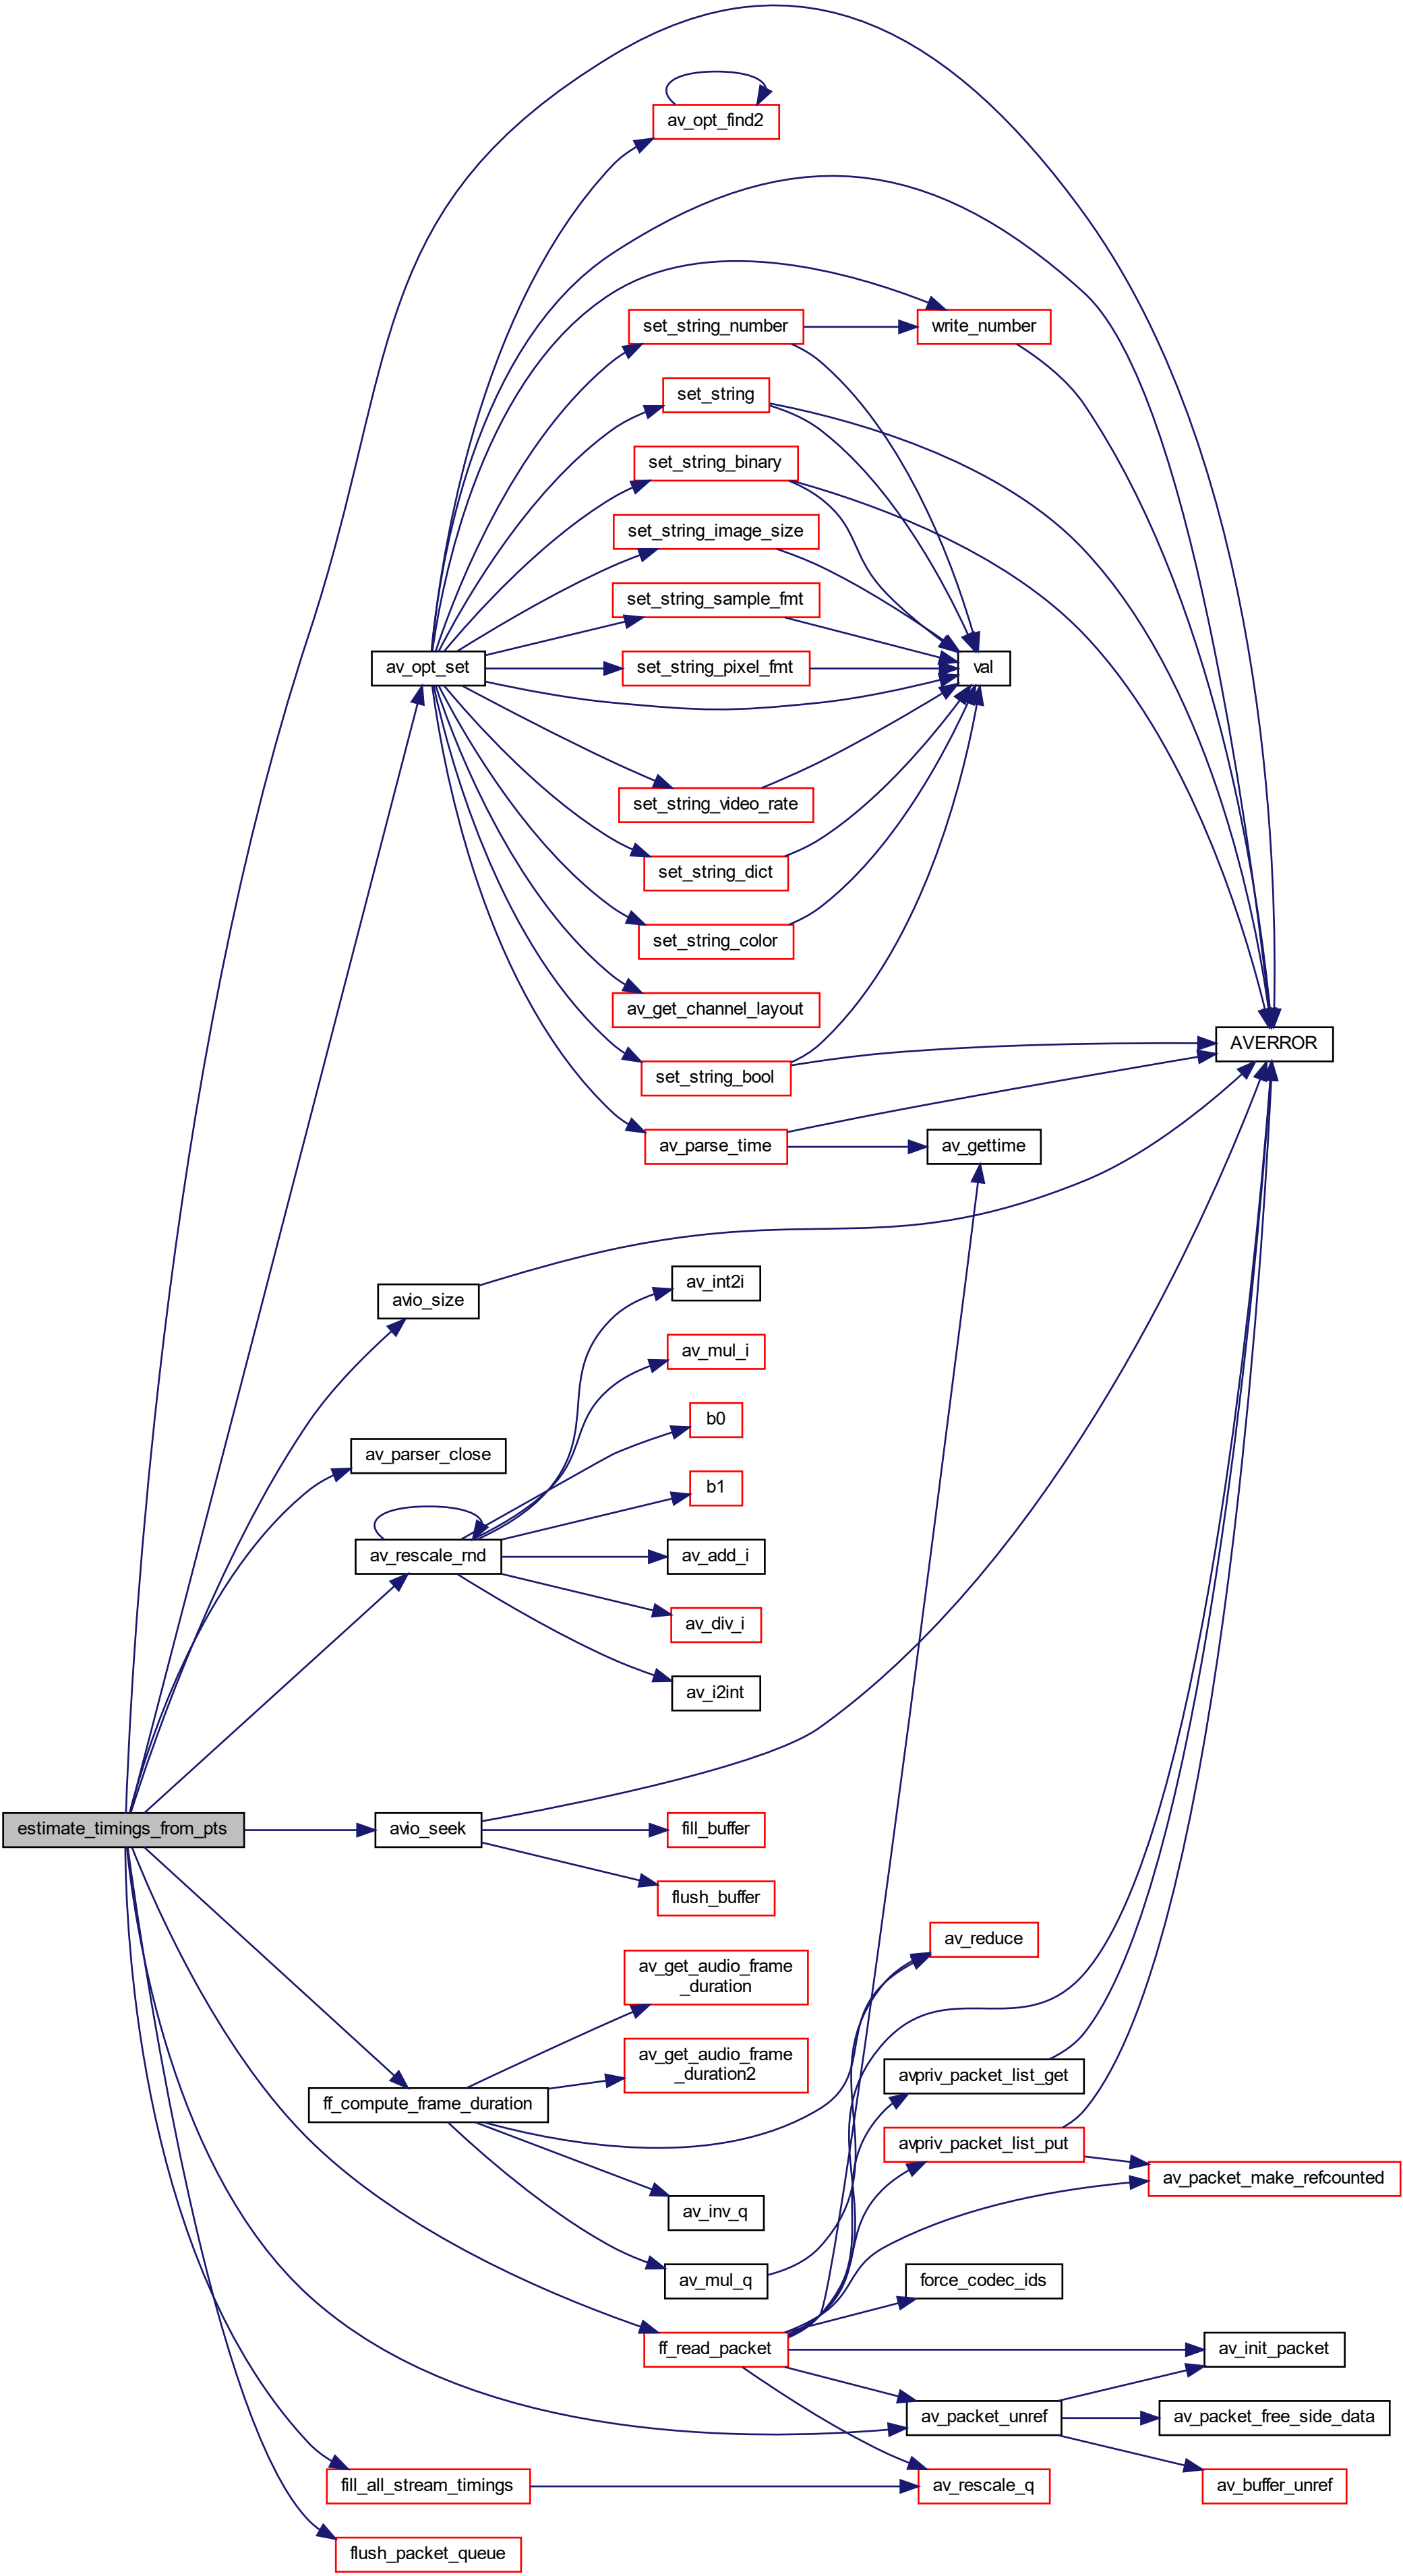 av_opt_find2
set_string_number
write_number
set_string
set_string_binary
set_string_image_size
set_string_sample_fmt
av_opt_set
set_string_pixel_fmt
val
set_string_video_rate
set_string_dict
set_string_color
av_get_channel_layout
AVERROR
set_string_bool
av_parse_time
av_gettime
av_int2i
avio_size
av_mul_i
b0
av_parser_close
b1
av_rescale_rnd
av_add_i
av_div_i
av_i2int
estimate_timings_from_pts
avio_seek
fill_buffer
flush_buffer
av_reduce
av_get_audio_frame
_duration
av_get_audio_frame
_duration2
avpriv_packet_list_get
ff_compute_frame_duration
avpriv_packet_list_put
av_packet_make_refcounted
av_inv_q
av_mul_q
force_codec_ids
ff_read_packet
av_init_packet
av_packet_unref
av_packet_free_side_data
fill_all_stream_timings
av_rescale_q
av_buffer_unref
flush_packet_queue